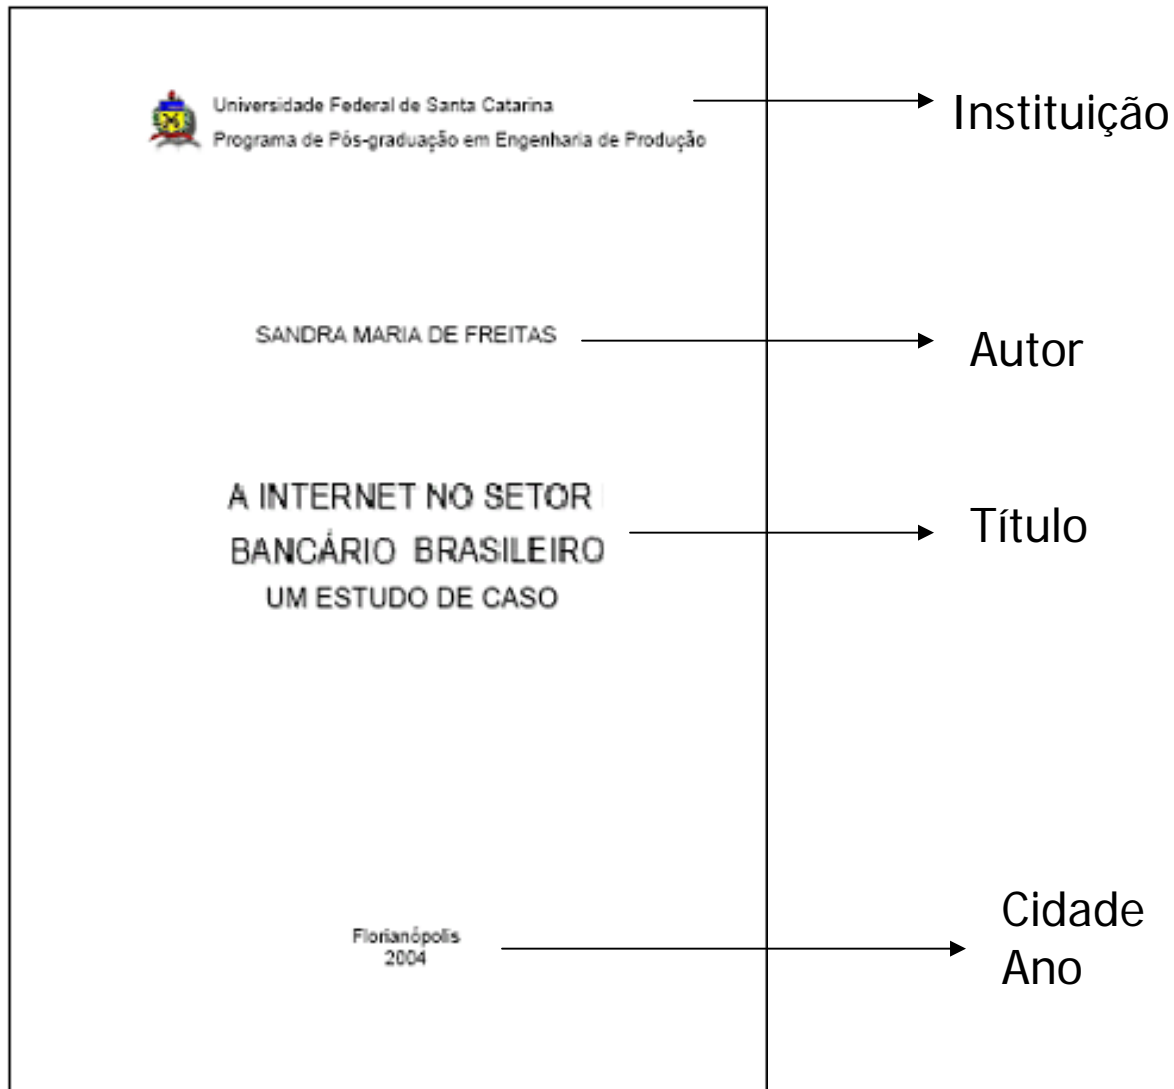 Universidade Federal de Santa Catarina
Programa de Pós-graduação em Engenharia de Produção
Instituição
SANDRA MARIA DE FREITAS
Autor
A INTERNET NO SETOR
BANCÁRIO BRASILEIRO
UM ESTUDO DE CASO
Título
Florianópolis
2004
Cidade
Ano